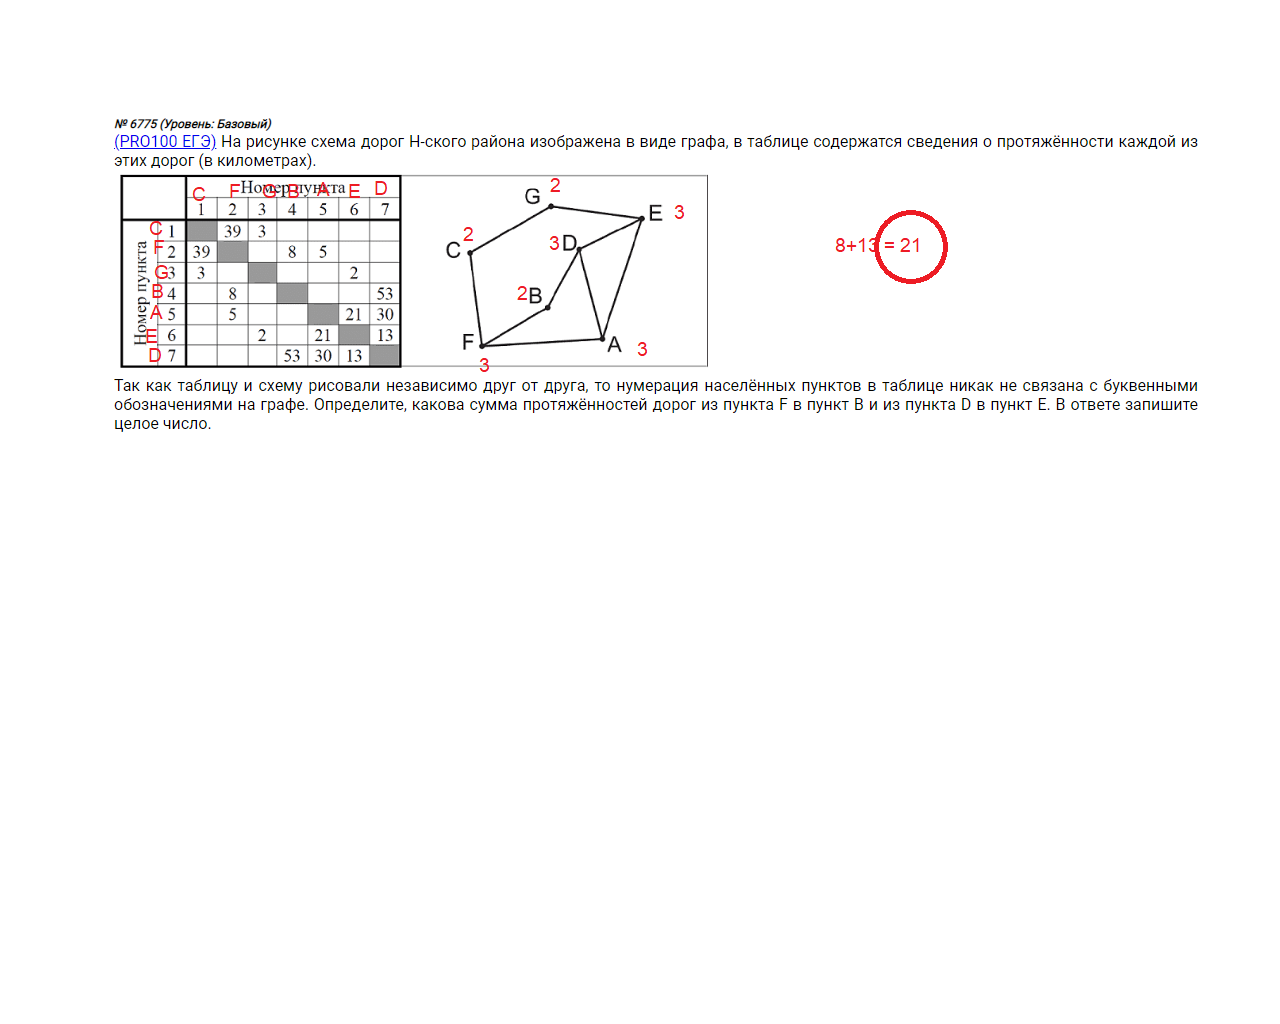 № 6775 (Уровень: Базовый)
(PRO100 ЕГЭ) На рисунке схема дорог Н-ского района изображена в виде графа, в таблице содержатся сведения о протяжённости каждой из
этих дорог (в километрах).
Номер пункта
C F G B A E D
1 2 3 4 5 6 7
Номер пункта
C 1 39 3
F 2 39 8 5
G 3 3 2
B 4 8 53
A 5 5 21 30
E 6 2 21 13
D 7 53 30 13
G 2
E 3
C 2
3 D
2 B
F 3
A 3
8+13 = 21
Так как таблицу и схему рисовали независимо друг от друга, то нумерация населённых пунктов в таблице никак не связана с буквенными
обозначениями на графе. Определите, какова сумма протяжённостей дорог из пункта F в пункт B и из пункта D в пункт E. В ответе запишите
целое число.